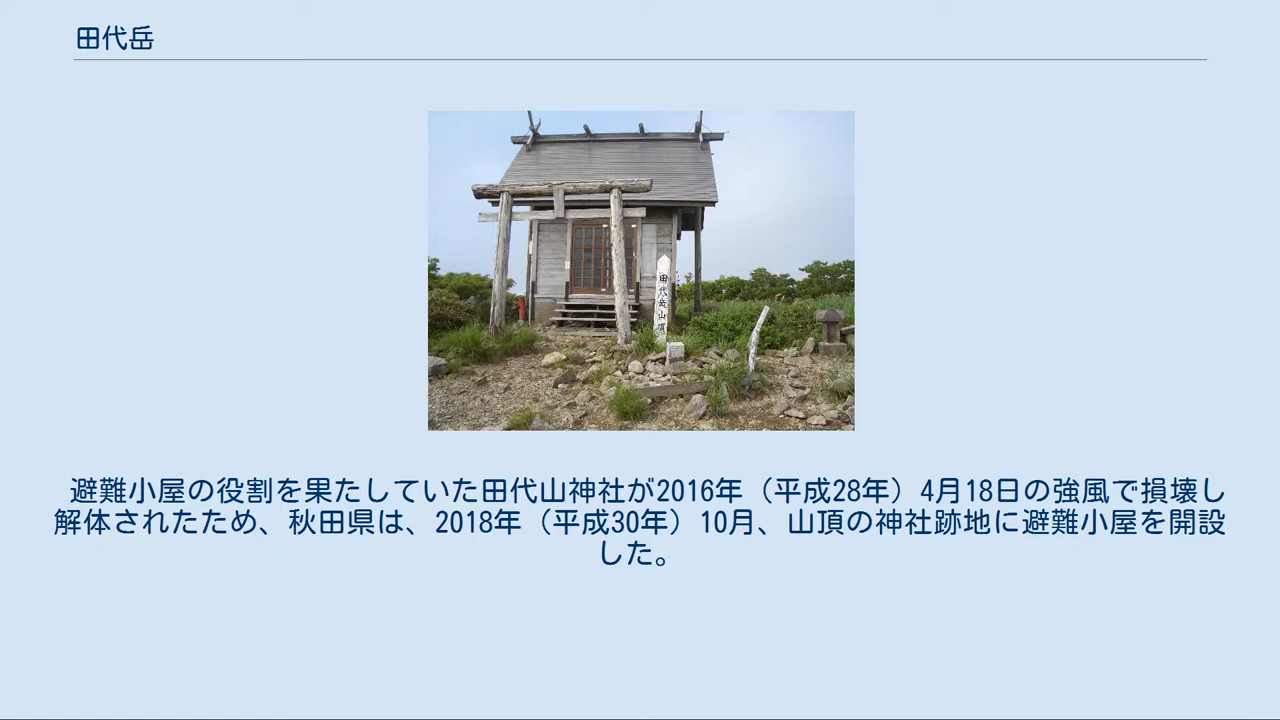 田代岳
田代岳山頂
避難小屋の役割を果たしていた田代山神社が2016年（平成28年）4月18日の強風で損壊し
解体されたため、秋田県は、2018年（平成30年）10月、山頂の神社跡地に避難小屋を開設
した。